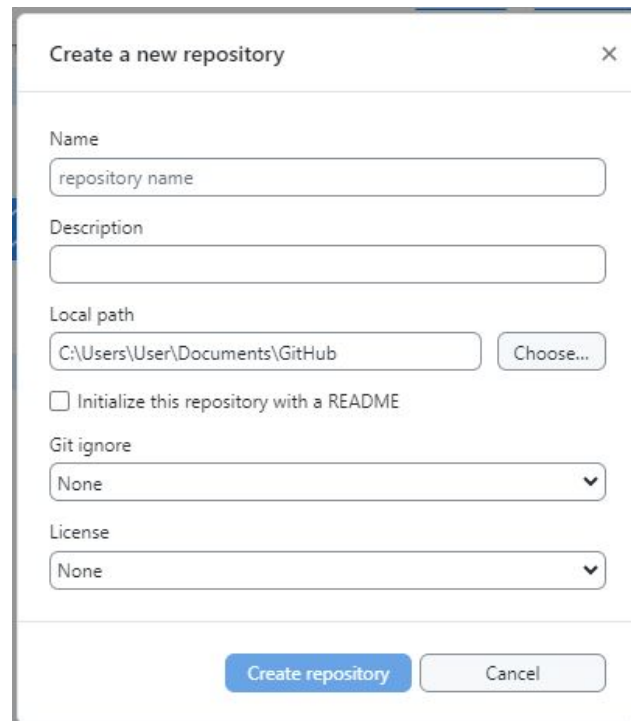 Create a new repository
Name
repository name
Description
Local path
C:\Users\User\Documents\GitHub
Choose...
Initialize this repository with a README
Git ignore
None
License
None
Create repository
Cancel